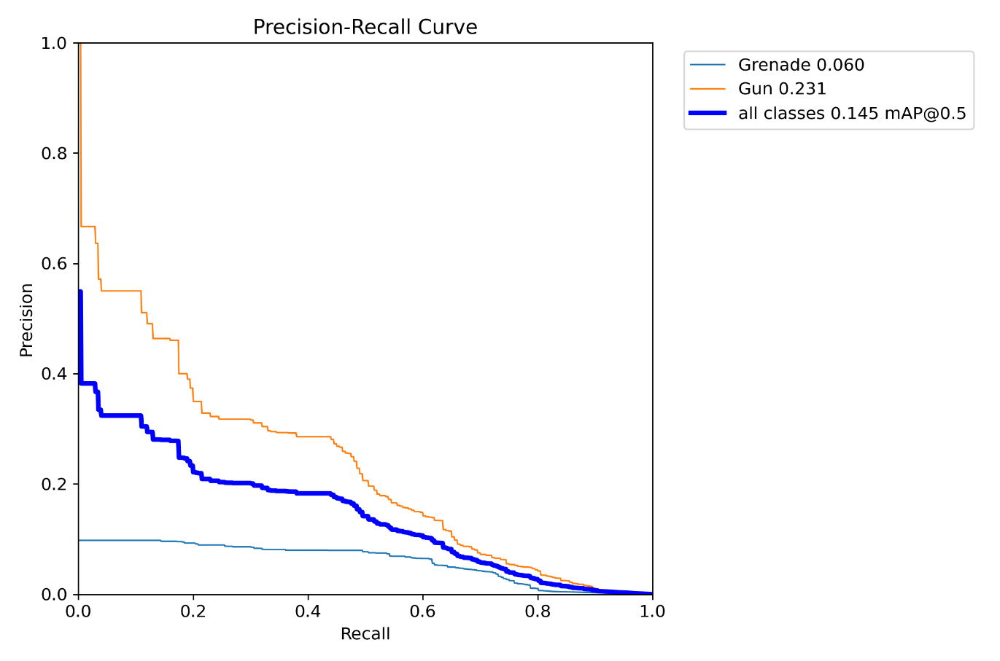 Precision-Recall Curve
1.0
0.8
0.6
0.4
0.2
0.0
Precision
0.0 0.2 0.4 0.6 0.8 1.0
Recall
Grenade 0.060
Gun 0.231
all classes 0.145 mAP@0.5